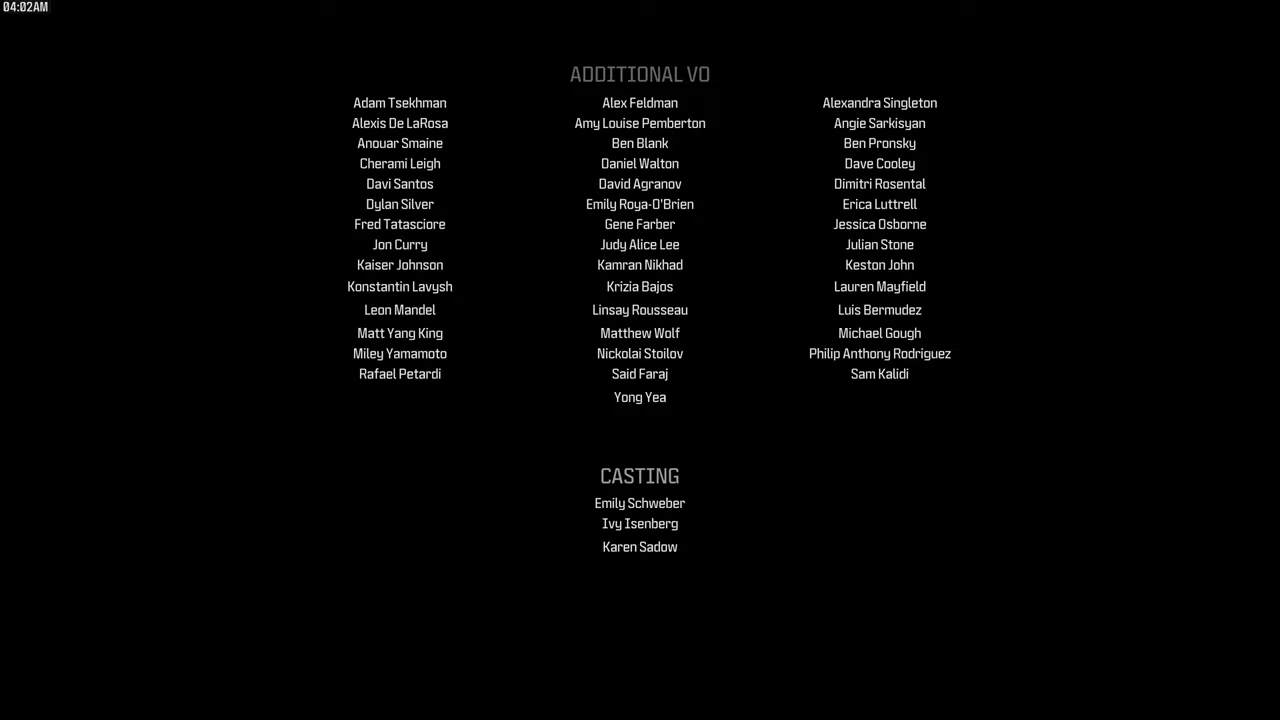 04:02AM
ADDITIONAL VO
Adam Tsekhman Alex Feldman Alexandra Singleton
Alexis De LaRosa Amy Louise Pemberton Angie Sarkisyan
Anouar Smaine Ben Blank Ben Pronsky
Cherami Leigh Daniel Walton Dave Cooley
Davi Santos David Agranov Dimitri Rosental
Dylan Silver Emily Roya-O'Brien Erica Luttrell
Fred Tatasciore Gene Farber Jessica Osborne
Jon Curry Judy Alice Lee Julian Stone
Kaiser Johnson Kamran Nikhad Keston John
Konstantin Lavysh Krizia Bajos Lauren Mayfield
Leon Mandel Linsay Rousseau Luis Bermudez
Matt Yang King Matthew Wolf Michael Gough
Miley Yamamoto Nickolai Stoilov Philip Anthony Rodriguez
Rafael Petardi Said Faraj Sam Kalidi
Yong Yea
CASTING
Emily Schweber
Ivy Isenberg
Karen Sadow